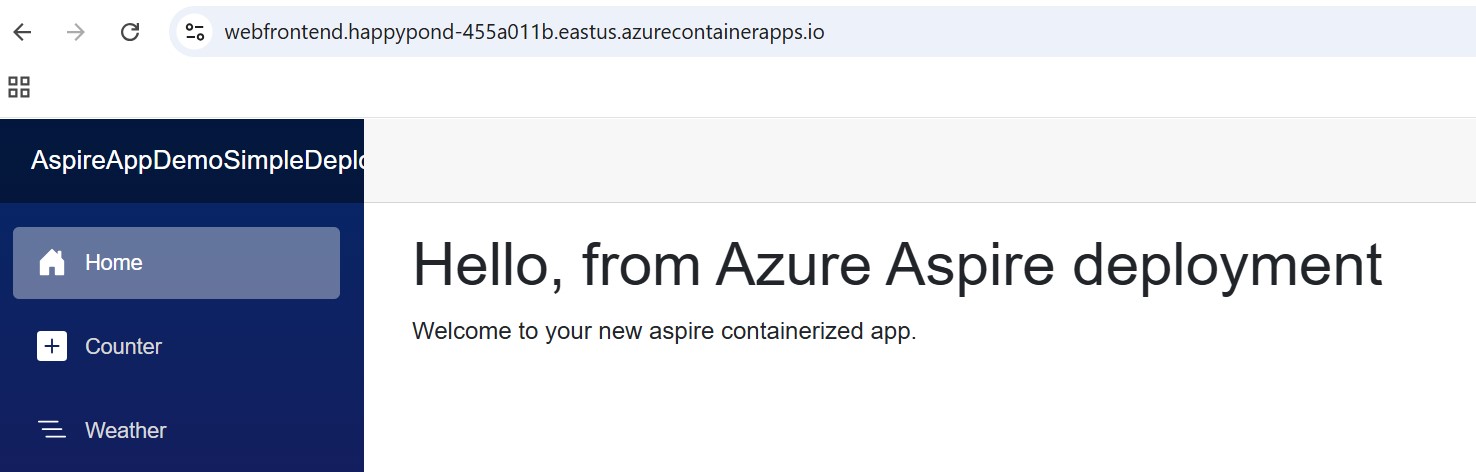 webfrontend.happypond-455a011b.eastus.azurecontainerapps.io
AspireAppDemoSimpleDeplo
Home
Hello, from Azure Aspire deployment
Welcome to your new aspire containerized app.
Counter
Weather